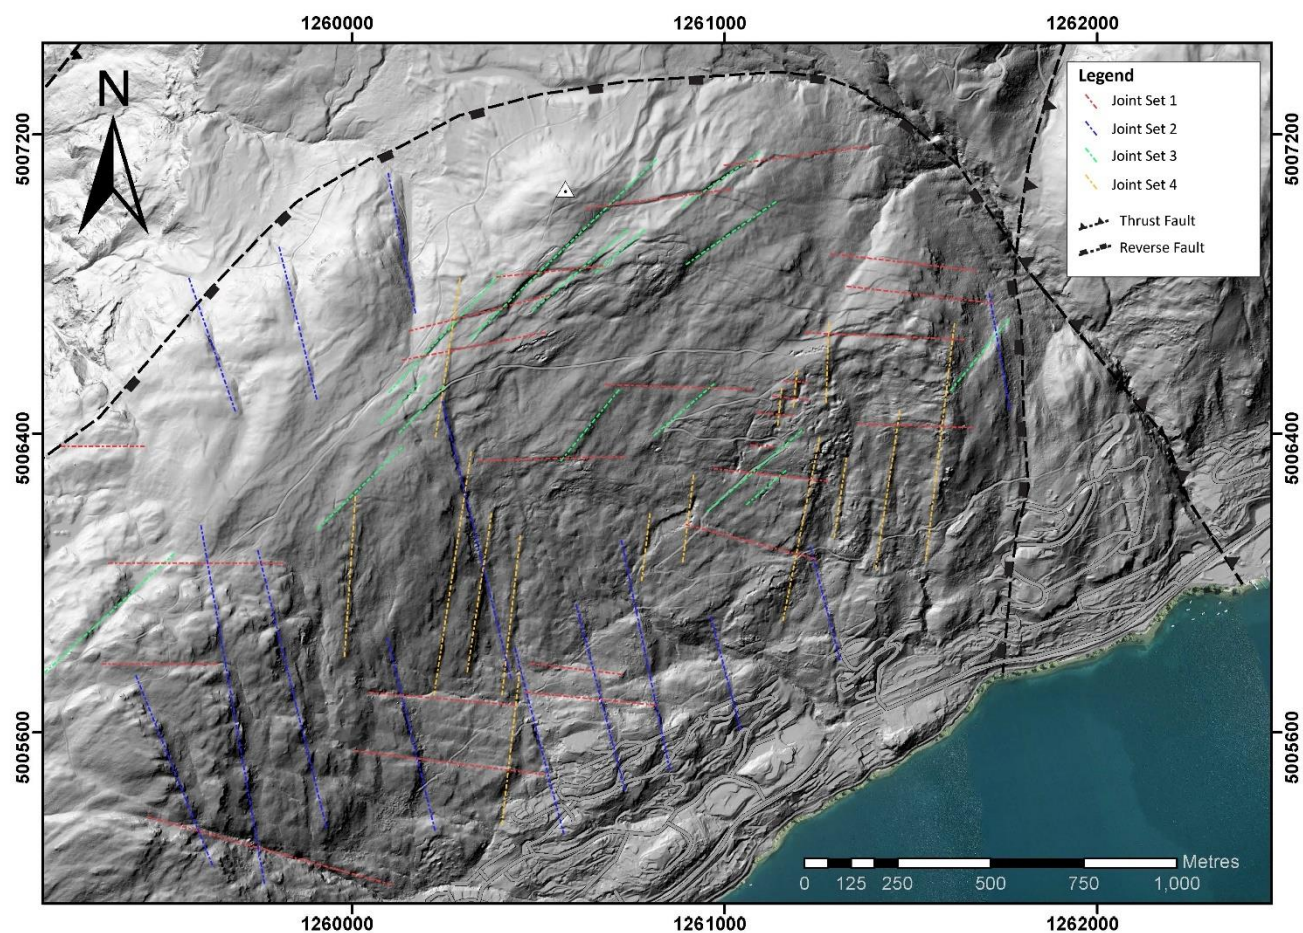 1260000 1261000 1262000
N
Legend
Joint Set 1
Joint Set 2
Joint Set 3
Joint Set 4
Thrust Fault
Reverse Fault
5007200 5007200
5006400 5006400
5005600 5005600
Metres
0 125 250 500 750 1,000
1260000 1261000 1262000